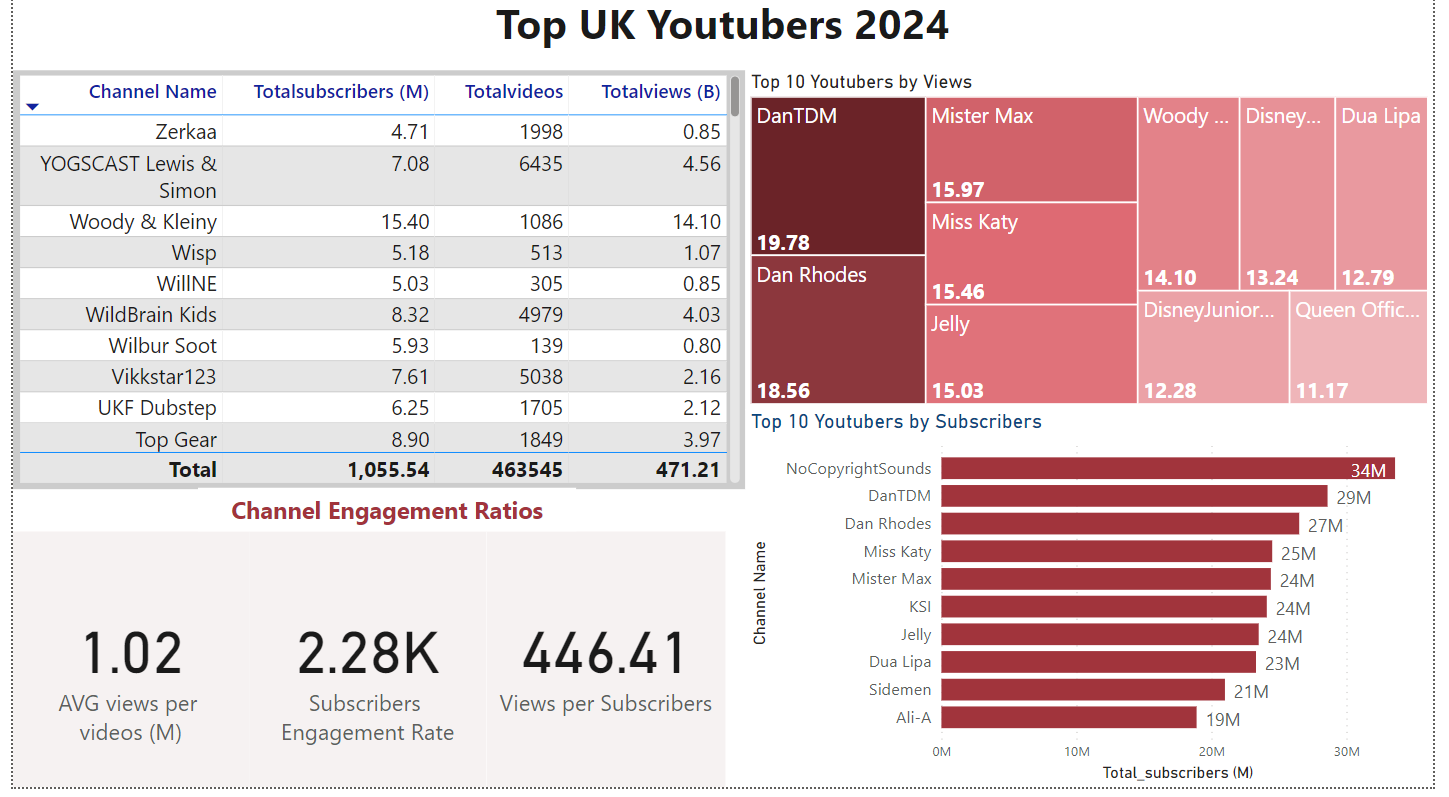 Top UK Youtubers 2024
Channel Name Totalsubscribers (M) Totalvideos Totalviews (B)
Zerkaa 4.71 1998 0.85
YOGSCAST Lewis & Simon 7.08 6435 4.56
Woody & Kleiny 15.40 1086 14.10
Wisp 5.18 513 1.07
WillNE 5.03 305 0.85
WildBrain Kids 8.32 4979 4.03
Wilbur Soot 5.93 139 0.80
Vikkstar123 7.61 5038 2.16
UKF Dubstep 6.25 1705 2.12
Top Gear 8.90 1849 3.97
Total 1,055.54 463545 471.21
Channel Engagement Ratios
1.02
AVG views per
videos (M)
2.28K
Subscribers
Engagement Rate
446.41
Views per Subscribers
Top 10 Youtubers by Views
DanTDM
19.78
Dan Rhodes
18.56
Mister Max
15.97
Miss Katy
15.46
Jelly
15.03
Woody ...
14.10
Disney...
13.24
Dua Lipa
12.79
DisneyJunior...
12.28
Queen Offic...
11.17
Top 10 Youtubers by Subscribers
Channel Name
NoCopyrightSounds 34M
DanTDM 29M
Dan Rhodes 27M
Miss Katy 25M
Mister Max 24M
KSI 24M
Jelly 24M
Dua Lipa 23M
Sidemen 21M
Ali-A 19M
0M 10M 20M 30M
Total_subscribers (M)